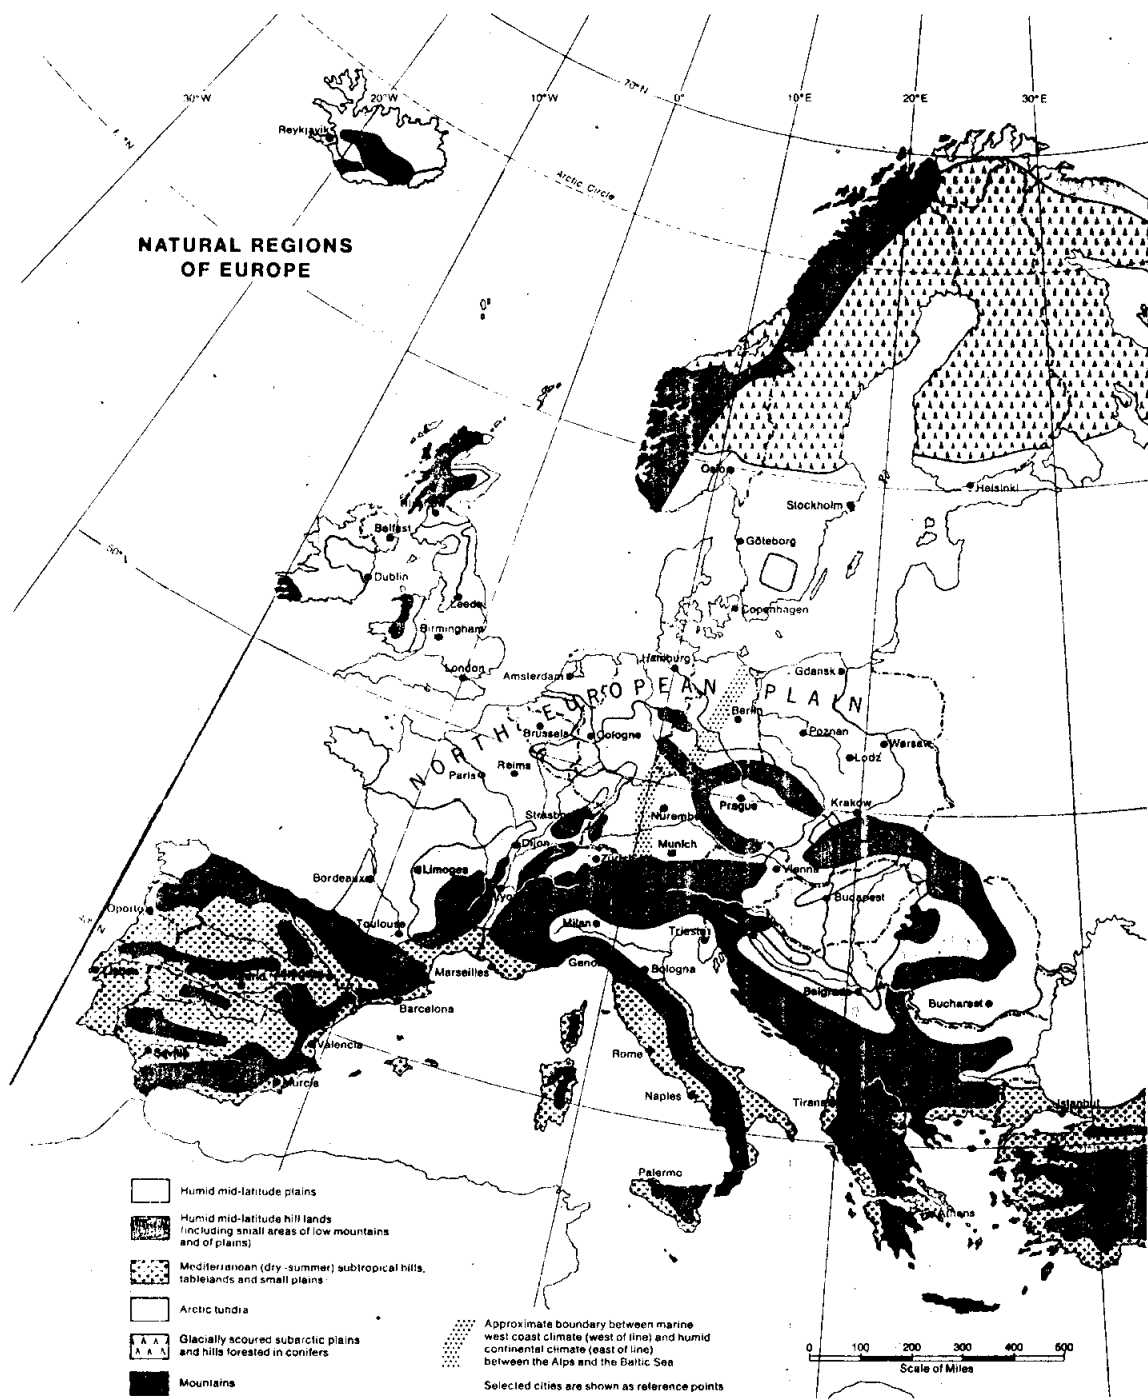 30°W
20°W
10°W
0°
70°N
10°E
20°E
30°E
Reykjavik
Arctic Circle
NATURAL REGIONS
OF EUROPE
Oslo
Helsinki
Stockholm
Göteborg
Belfast
Dublin
Copenhagen
Leeds
Birmingham
London
Hamburg
Amsterdam
Gdansk
NORTH EUROPEAN PLAIN
Berlin
Brussels
Cologne
Poznan
Warsaw
Lodz
Paris
Reims
Prague
Krakow
Dijon
Munich
Zurich
Vienna
Limoges
Bordeaux
Budapest
Oporto
Toulouse
Milan
Trieste
Lisbon
Marseilles
Bologna
Belgrade
Bucharest
Barcelona
Valencia
Seville
Rome
Murcia
Naples
Tirana
Istanbul
Palermo
Athens
Humid mid-latitude plains
Humid mid-latitude hill lands
(including small areas of low mountains
and of plains)
Mediterranean (dry-summer) subtropical hills,
tablelands and small plains
Arctic tundra
Glacially scoured subarctic plains
and hills forested in conifers
Mountains
Approximate boundary between marine
west coast climate (west of line) and humid
continental climate (east of line)
between the Alps and the Baltic Sea
Selected cities are shown as reference points
0 100 200 300 400 500 600
Scale of Miles